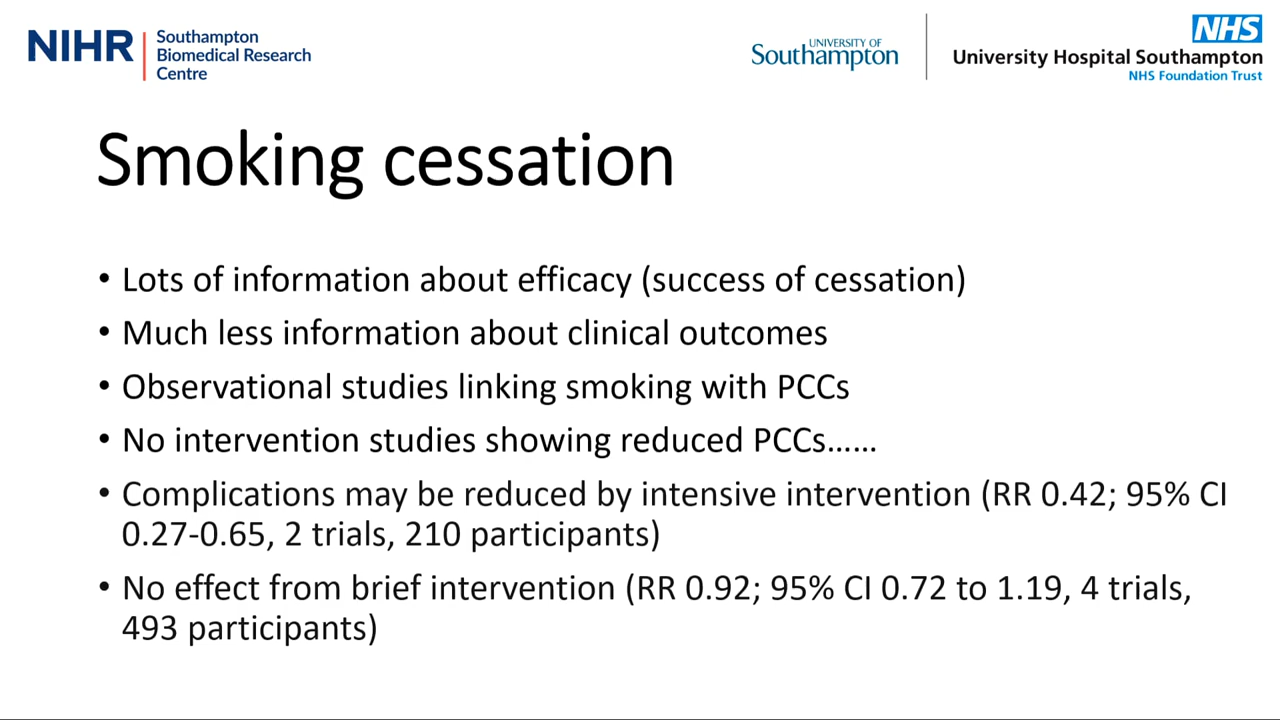 NIHR
Southampton
Biomedical Research
Centre
UNIVERSITY OF
Southampton
NHS
University Hospital Southampton
NHS Foundation Trust
Smoking cessation
• Lots of information about efficacy (success of cessation)
• Much less information about clinical outcomes
• Observational studies linking smoking with PCCs
• No intervention studies showing reduced PCCs......
• Complications may be reduced by intensive intervention (RR 0.42; 95% CI
0.27-0.65, 2 trials, 210 participants)
• No effect from brief intervention (RR 0.92; 95% CI 0.72 to 1.19, 4 trials,
493 participants)